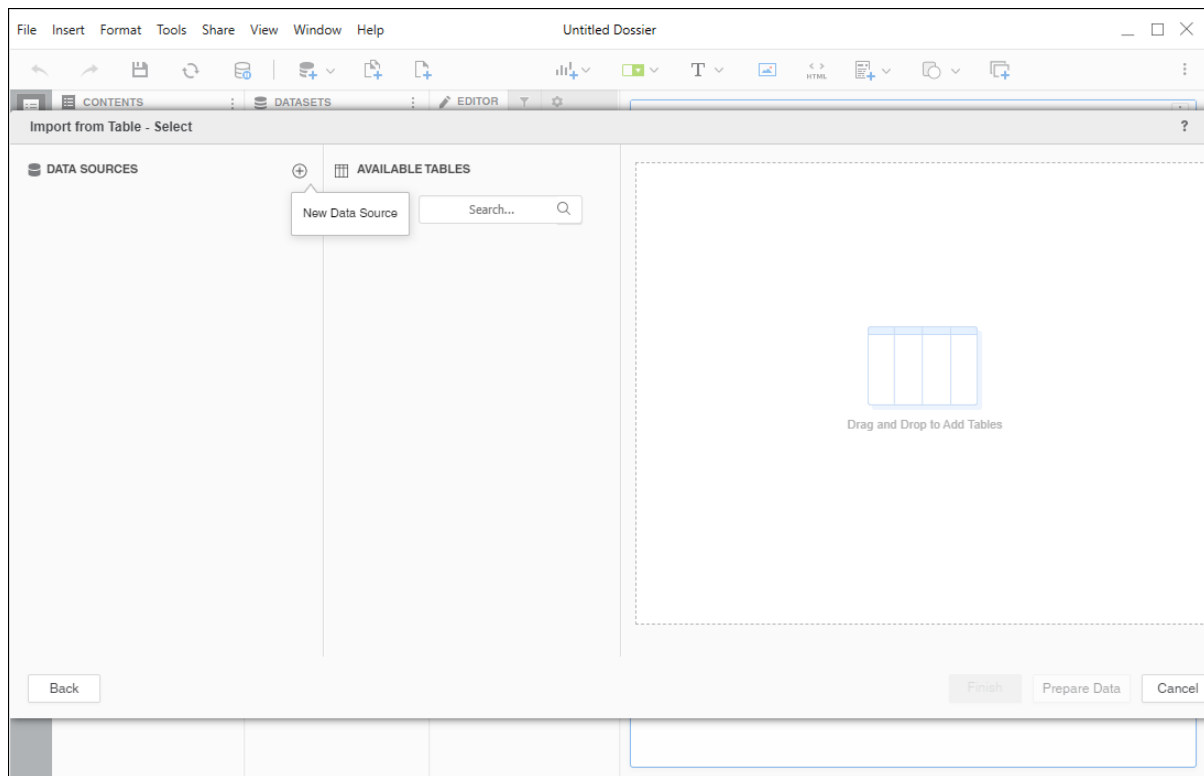 File Insert Format Tools Share View Window Help Untitled Dossier
T HTML
CONTENTS DATASETS EDITOR
Import from Table - Select ?
DATA SOURCES AVAILABLE TABLES
New Data Source Search...
Drag and Drop to Add Tables
Back Finish Prepare Data Cancel